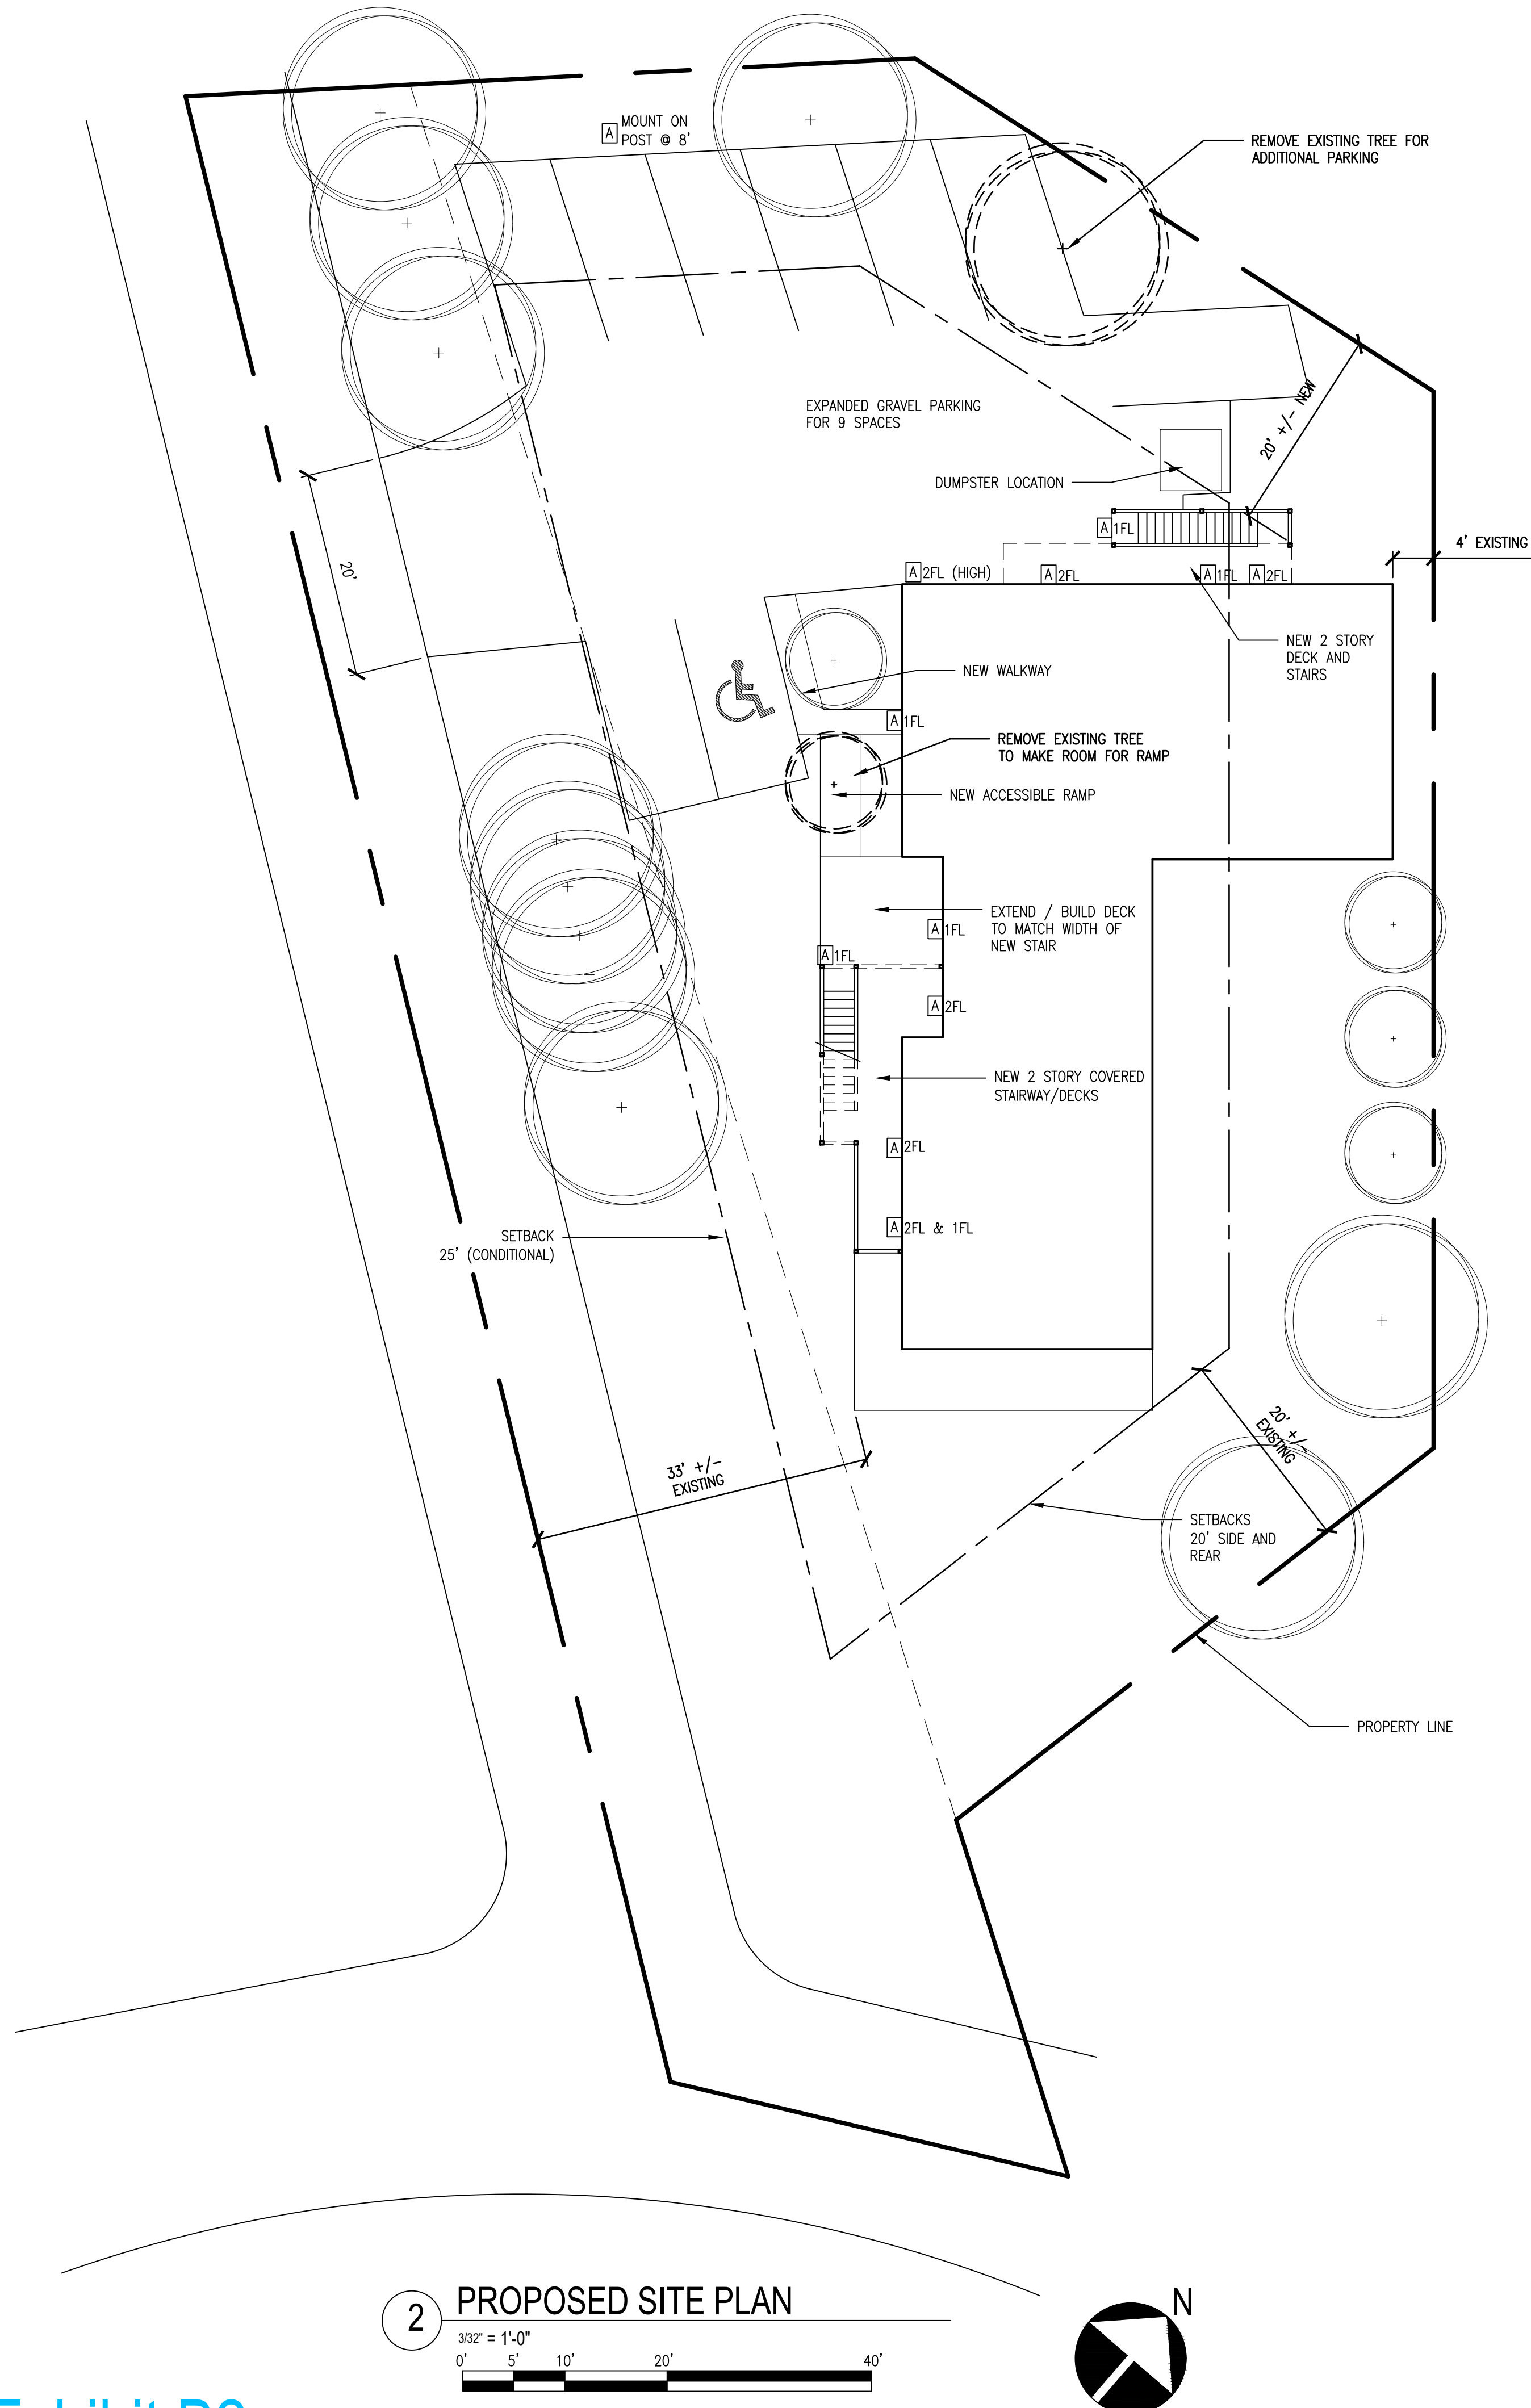 A
MOUNT ON
POST @ 8'
REMOVE EXISTING TREE FOR
ADDITIONAL PARKING
EXPANDED GRAVEL PARKING
FOR 9 SPACES
20' +/- NEW
DUMPSTER LOCATION
A 1FL
4' EXISTING
20'
A 2FL (HIGH)
A 2FL
A 1FL
A 2FL
NEW 2 STORY
DECK AND
STAIRS
NEW WALKWAY
A 1FL
REMOVE EXISTING TREE
TO MAKE ROOM FOR RAMP
NEW ACCESSIBLE RAMP
EXTEND / BUILD DECK
TO MATCH WIDTH OF
NEW STAIR
A 1FL
A 1FL
A 2FL
NEW 2 STORY COVERED
STAIRWAY/DECKS
A 2FL
A 2FL & 1FL
SETBACK
25' (CONDITIONAL)
20' +/-
EXISTING
33' +/-
EXISTING
SETBACKS
20' SIDE AND
REAR
PROPERTY LINE
2
PROPOSED SITE PLAN
3/32" = 1'-0"
0' 5' 10' 20' 40'
N